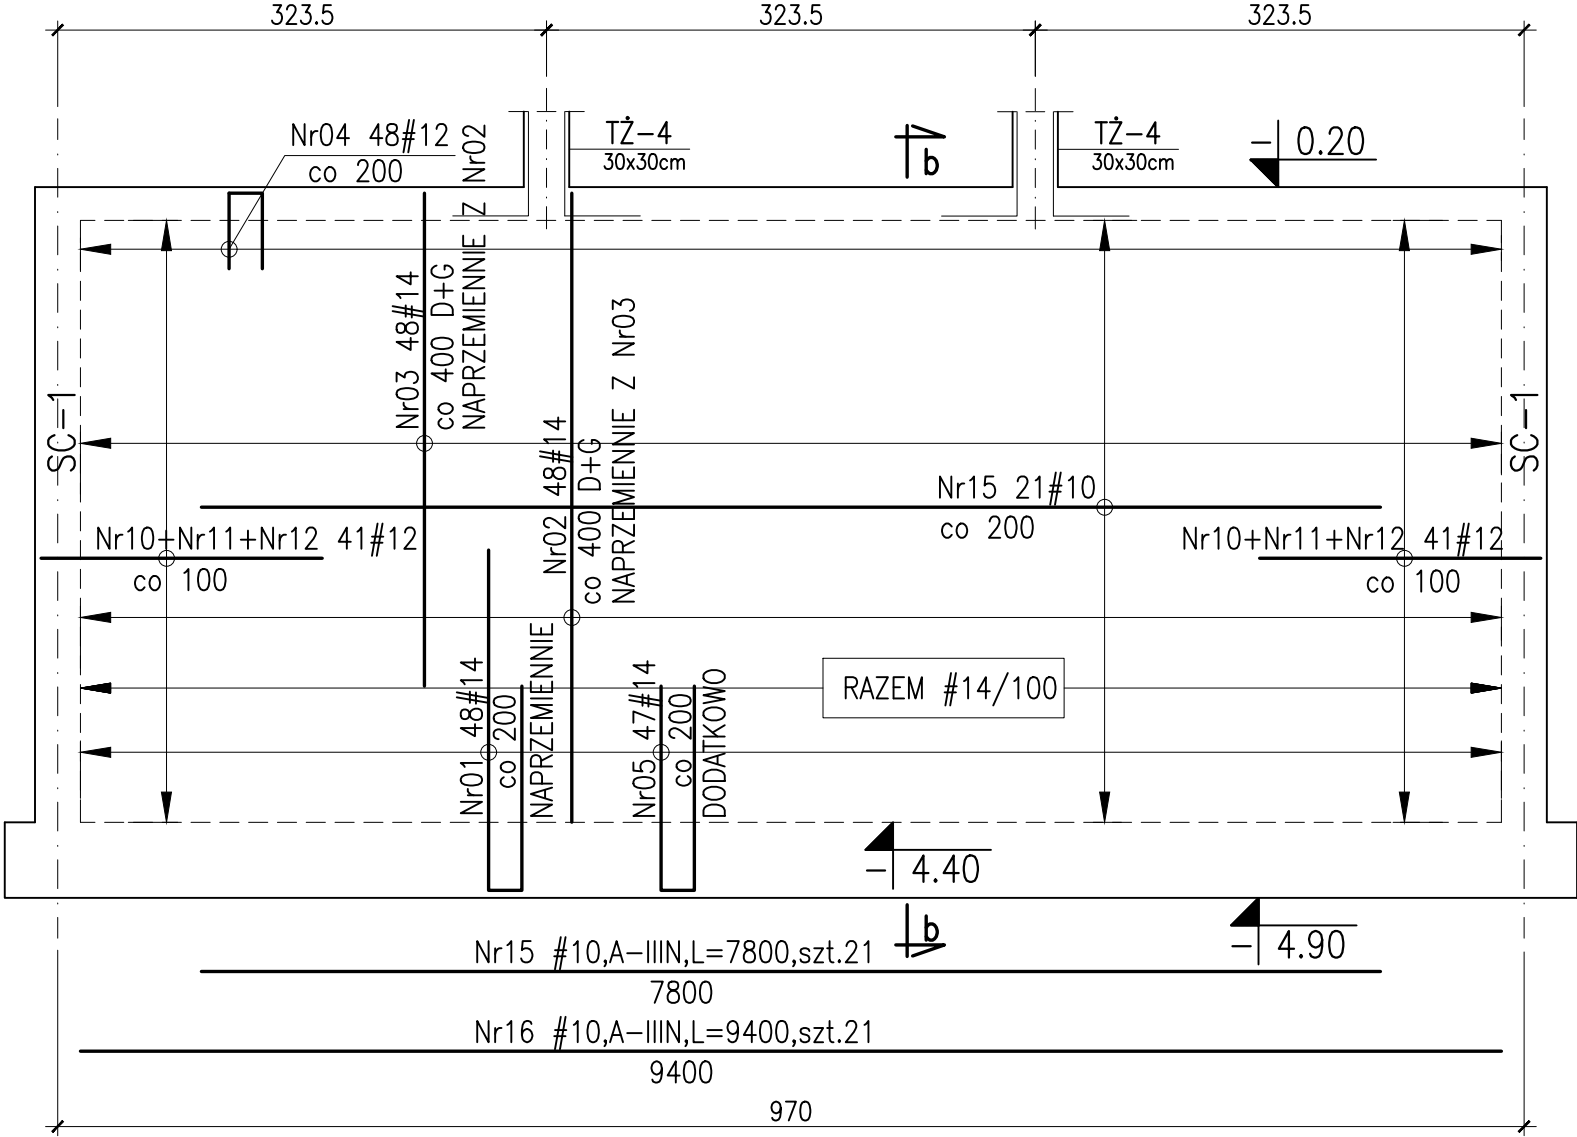 323.5
323.5
323.5
Nr04 48#12
co 200
TŻ-4
30x30cm
b
TŻ-4
30x30cm
- 0.20
Nr03 48#14
co 400 D+G
NAPRZEMIENNIE Z Nr02
Nr02 48#14
co 400 D+G
NAPRZEMIENNIE Z Nr03
SC-1
SC-1
Nr15 21#10
co 200
Nr10+Nr11+Nr12 41#12
co 100
Nr10+Nr11+Nr12 41#12
co 100
Nr01 48#14
co 200
NAPRZEMIENNIE
Nr05 47#14
co 200
DODATKOWO
RAZEM #14/100
- 4.40
b
- 4.90
Nr15 #10,A-IIIN,L=7800,szt.21
7800
Nr16 #10,A-IIIN,L=9400,szt.21
9400
970